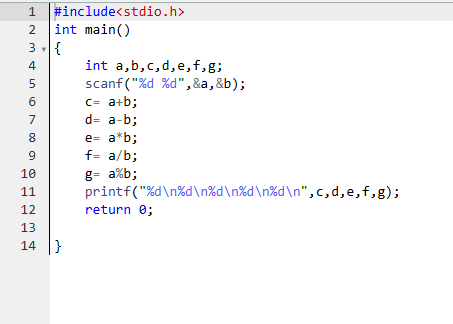 1 #include<stdio.h>
2 int main()
3 {
4     int a,b,c,d,e,f,g;
5     scanf("%d %d",&a,&b);
6     c= a+b;
7     d= a-b;
8     e= a*b;
9     f= a/b;
10     g= a%b;
11     printf("%d\n%d\n%d\n%d\n%d\n",c,d,e,f,g);
12     return 0;
13
14 }